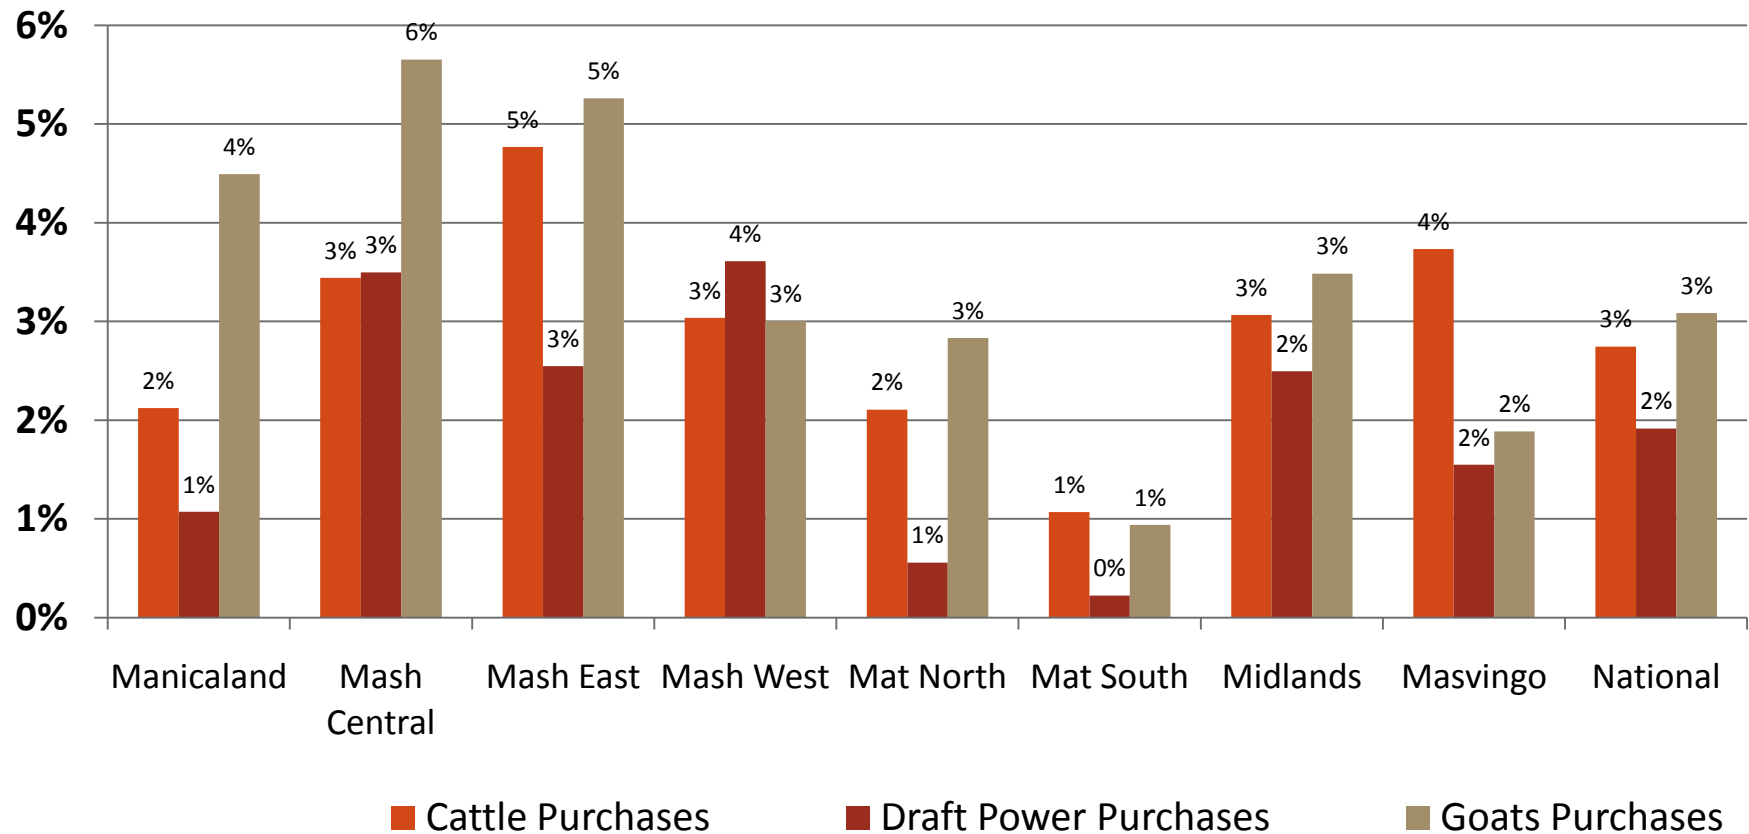 6%
5%
4%
3%
2%
1%
0%
2% 1% 4%
3% 3% 6%
5% 3% 5%
3% 4% 3%
2% 1% 3%
1% 0% 1%
3% 2% 3%
4% 2% 2%
3% 2% 3%
Manicaland Mash Mash East Mash West Mat North Mat South Midlands Masvingo National
Central
Cattle Purchases Draft Power Purchases Goats Purchases